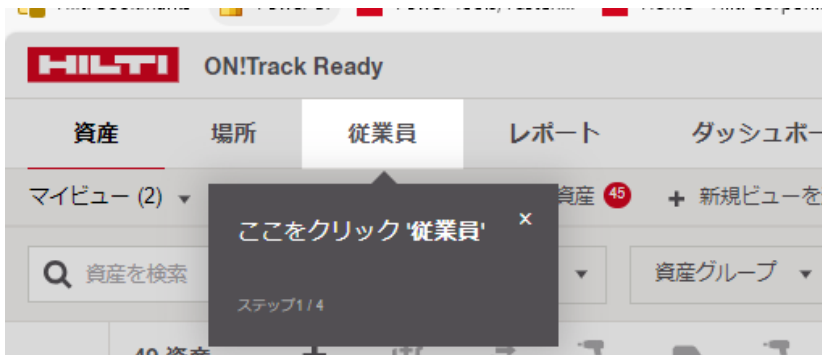 HILTI ON!Track Ready
資産 場所 従業員 レポート ダッシュボー
マイビュー (2) 資産 45 + 新規ビューを
ここをクリック '従業員' ×
資産を検索 資産グループ
ステップ1 / 4
40 資産